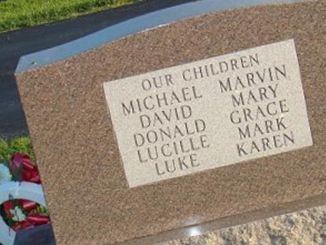 OUR CHILDREN
MICHAEL MARVIN
DAVID MARY
DONALD GRACE
LUCILLE MARK
LUKE KAREN